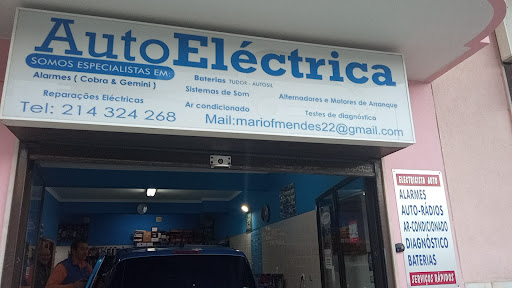 AutoEléctrica
SOMOS ESPECIALISTAS EM:
Alarmes ( Cobra & Gemini )
Reparações Eléctricas
Tel: 214 324 268
Baterias TUDOR - AUTOSIL
Sistemas de Som
Ar condicionado
Alternadores e Motores de Arranque
Testes de diagnóstico
Mail:mariofmendes22@gmail.com
ELECTRICISTA AUTO
ALARMES
AUTO-RÁDIOS
AR-CONDICIONADO
DIAGNÓSTICO
BATERIAS
SERVIÇOS RÁPIDOS